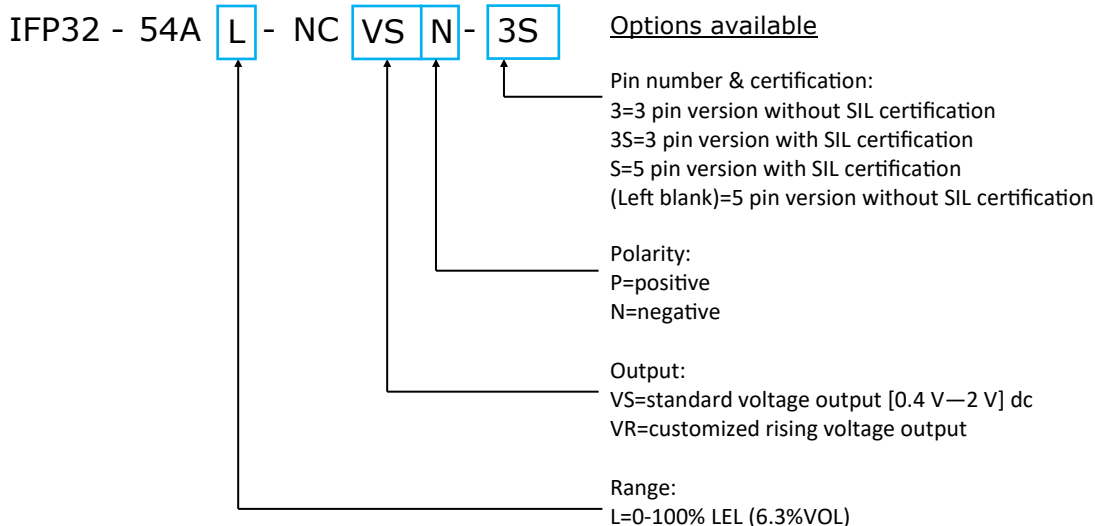 IFP32 - 54A L - NC VS N - 3S
Options available
Pin number & certification:
3=3 pin version without SIL certification
3S=3 pin version with SIL certification
S=5 pin version with SIL certification
(Left blank)=5 pin version without SIL certification
Polarity:
P=positive
N=negative
Output:
VS=standard voltage output [0.4 V—2 V] dc
VR=customized rising voltage output
Range:
L=0-100% LEL (6.3%VOL)